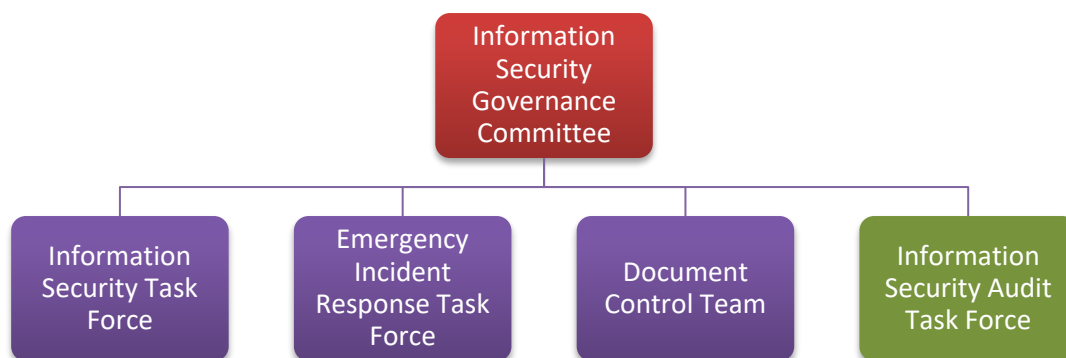 Information
Security
Governance
Committee
Information
Security Task
Force
Emergency
Incident
Response Task
Force
Document
Control Team
Information
Security Audit
Task Force